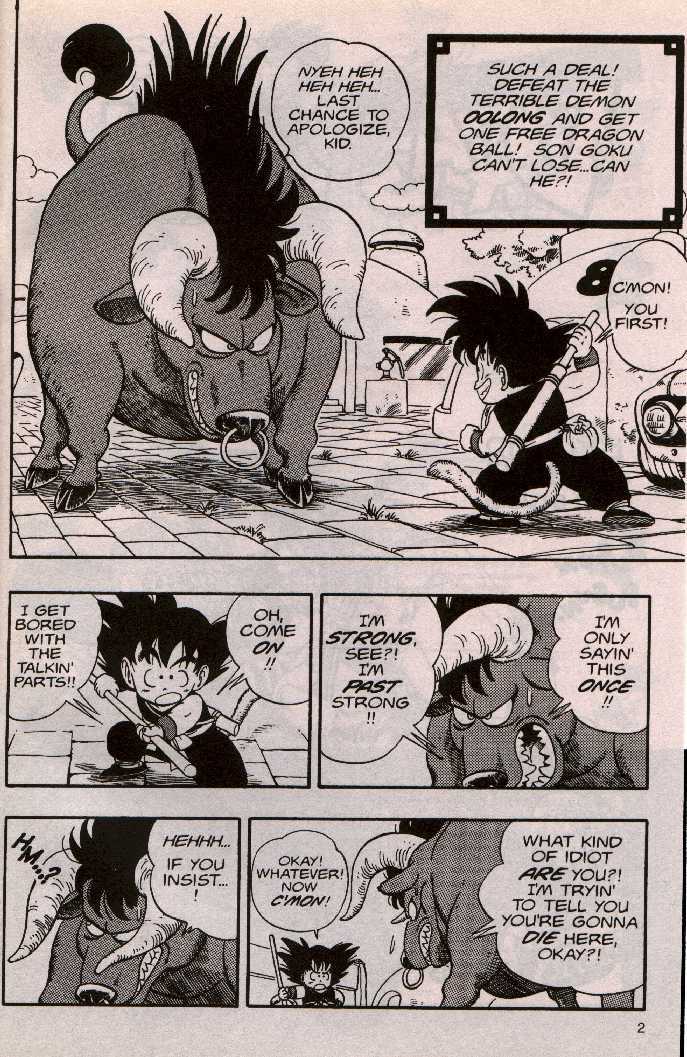 SUCH A DEAL!
DEFEAT THE
TERRIBLE DEMON
OOLONG AND GET
ONE FREE DRAGON
BALL! SON GOKU
CAN'T LOSE...CAN
HE?!
NYEH HEH
HEH HEH...
LAST
CHANCE TO
APOLOGIZE,
KID.
8
C'MON!
YOU
FIRST!
I'M
ONLY
SAYIN'
THIS
ONCE
!!
I'M
STRONG,
SEE?!
I'M
PAST
STRONG
!!
OH,
COME
ON
!!
I GET
BORED
WITH
THE
TALKIN'
PARTS!!
WHAT KIND
OF IDIOT
ARE YOU?!
I'M TRYIN'
TO TELL YOU
YOU'RE GONNA
DIE HERE,
OKAY?!
OKAY!
WHATEVER!
NOW
C'MON!
HEHHH...
IF YOU
INSIST...
!
HM...?
2